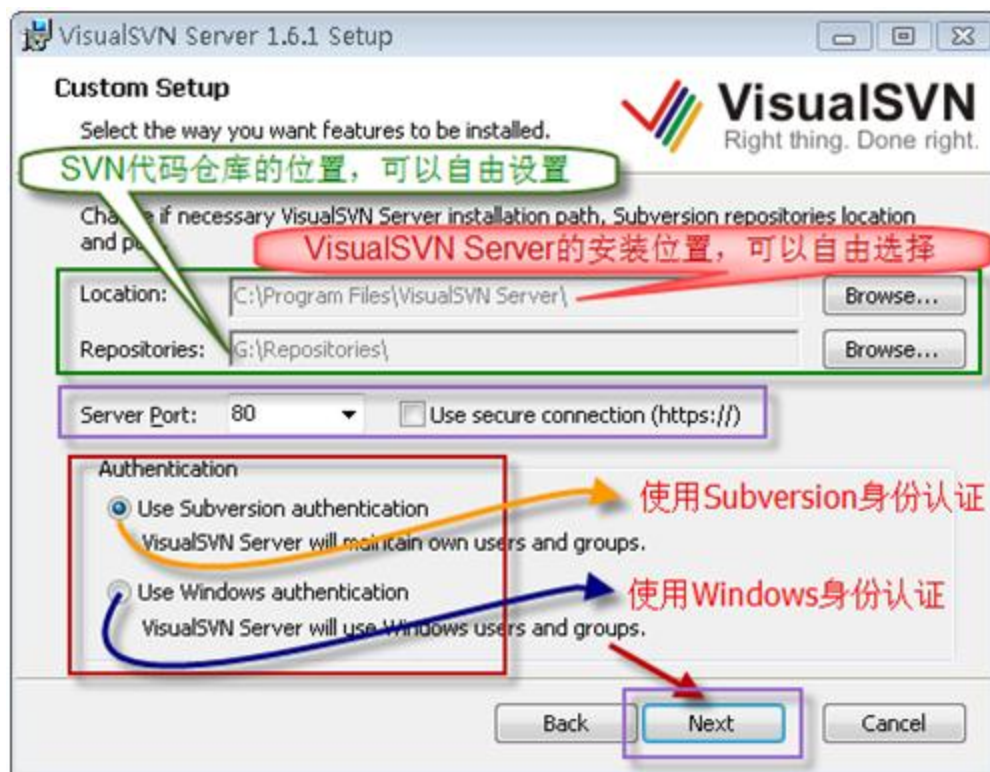 VisualSVN Server 1.6.1 Setup
Custom Setup
Select the way you want features to be installed.
VisualSVN
Right thing. Done right.
SVN代码仓库的位置，可以自由设置
if necessary VisualSVN Server installation path, Subversion repositories location
and
VisualSVN Server的安装位置，可以自由选择
Location: C:\Program Files\VisualSVN Server\ Browse...
Repositories: G:\Repositories\ Browse...
Server Port: 80 Use secure connection (https://)
Authentication
Use Subversion authentication
使用Subversion身份认证
VisualSVN Server will maintain own users and groups.
Use Windows authentication
使用Windows身份认证
VisualSVN Server will use Windows users and groups.
Back Next Cancel